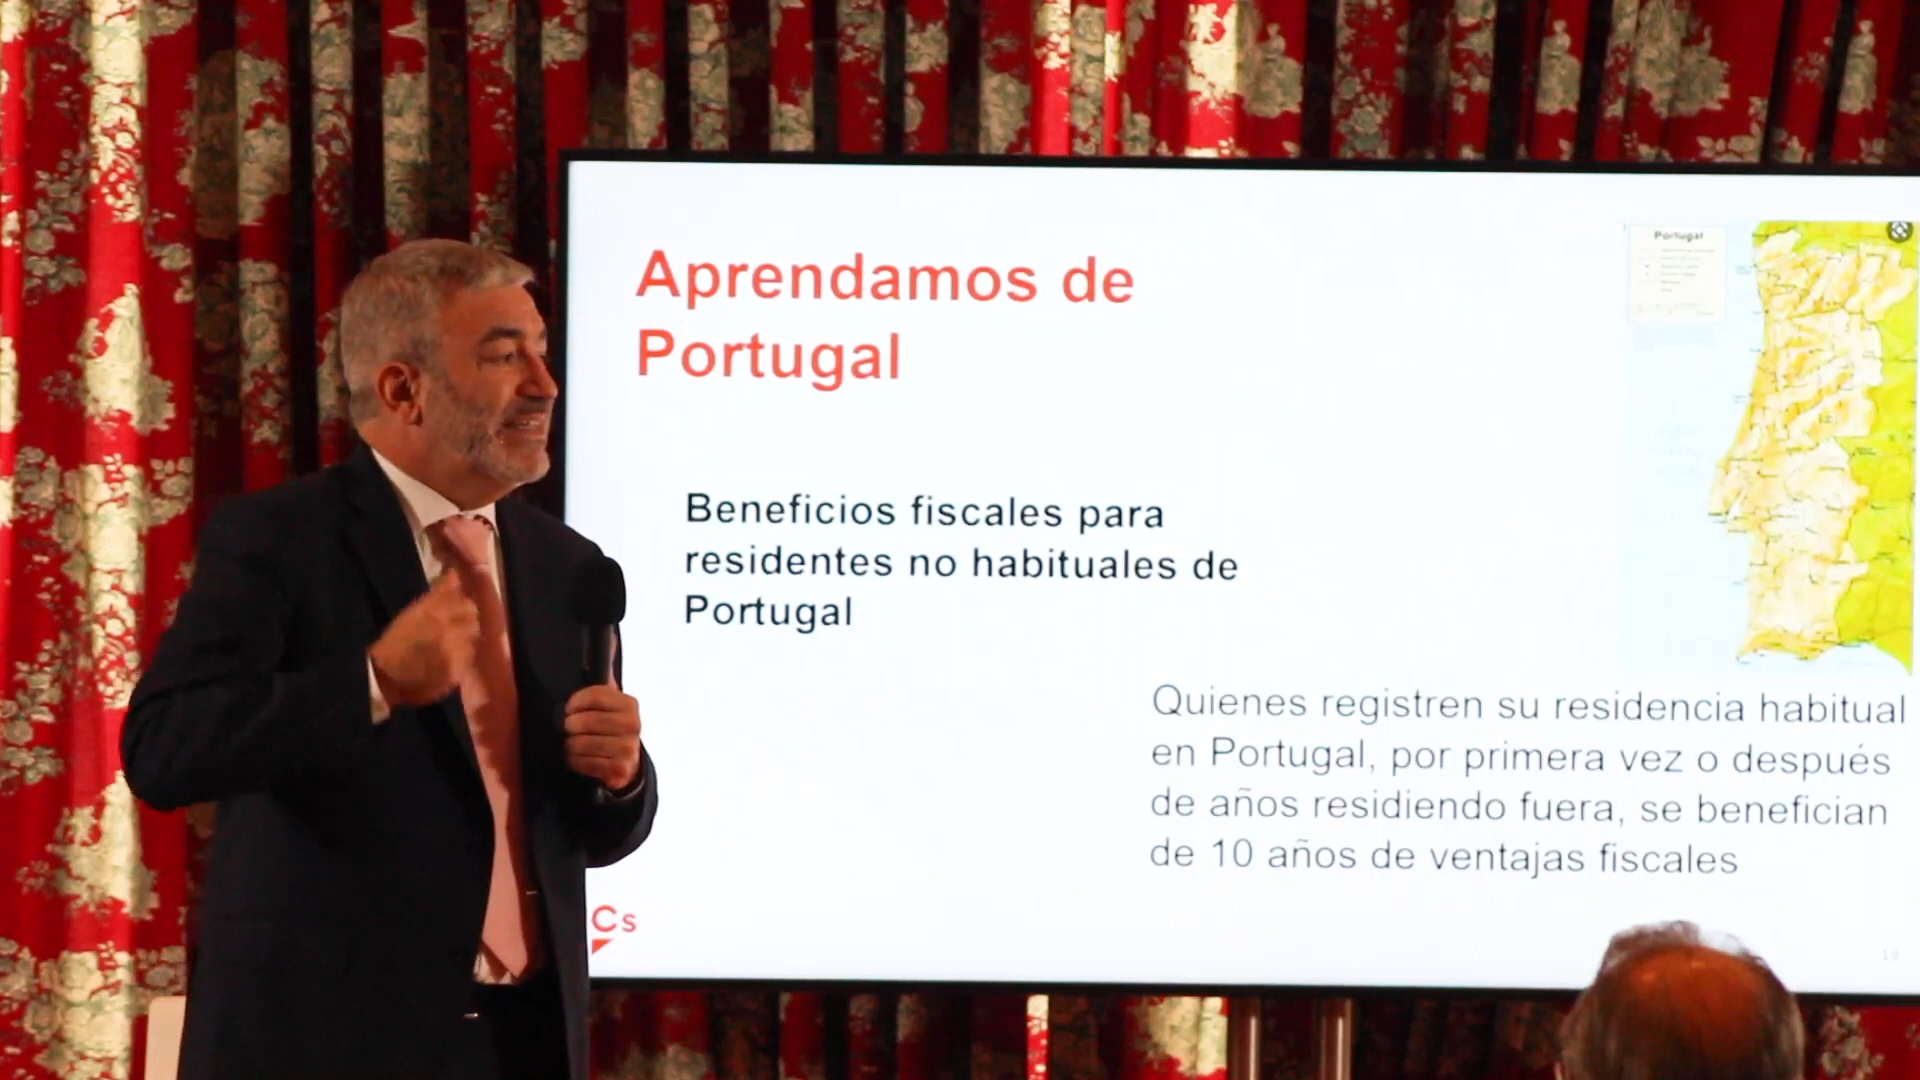 Aprendamos de
Portugal
Portugal
Beneficios fiscales para
residentes no habituales de
Portugal
Quienes registren su residencia habitual
en Portugal, por primera vez o después
de años residiendo fuera, se benefician
de 10 años de ventajas fiscales
Cs
19